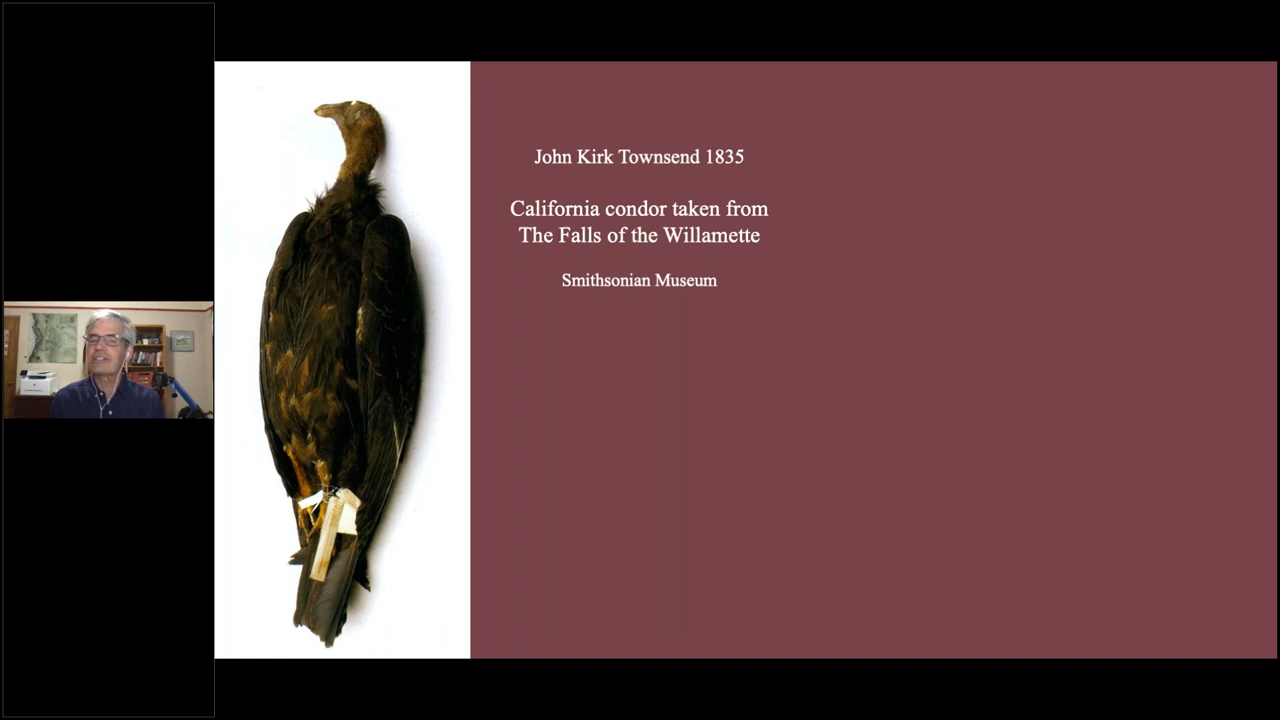 John Kirk Townsend 1835
California condor taken from
The Falls of the Willamette
Smithsonian Museum